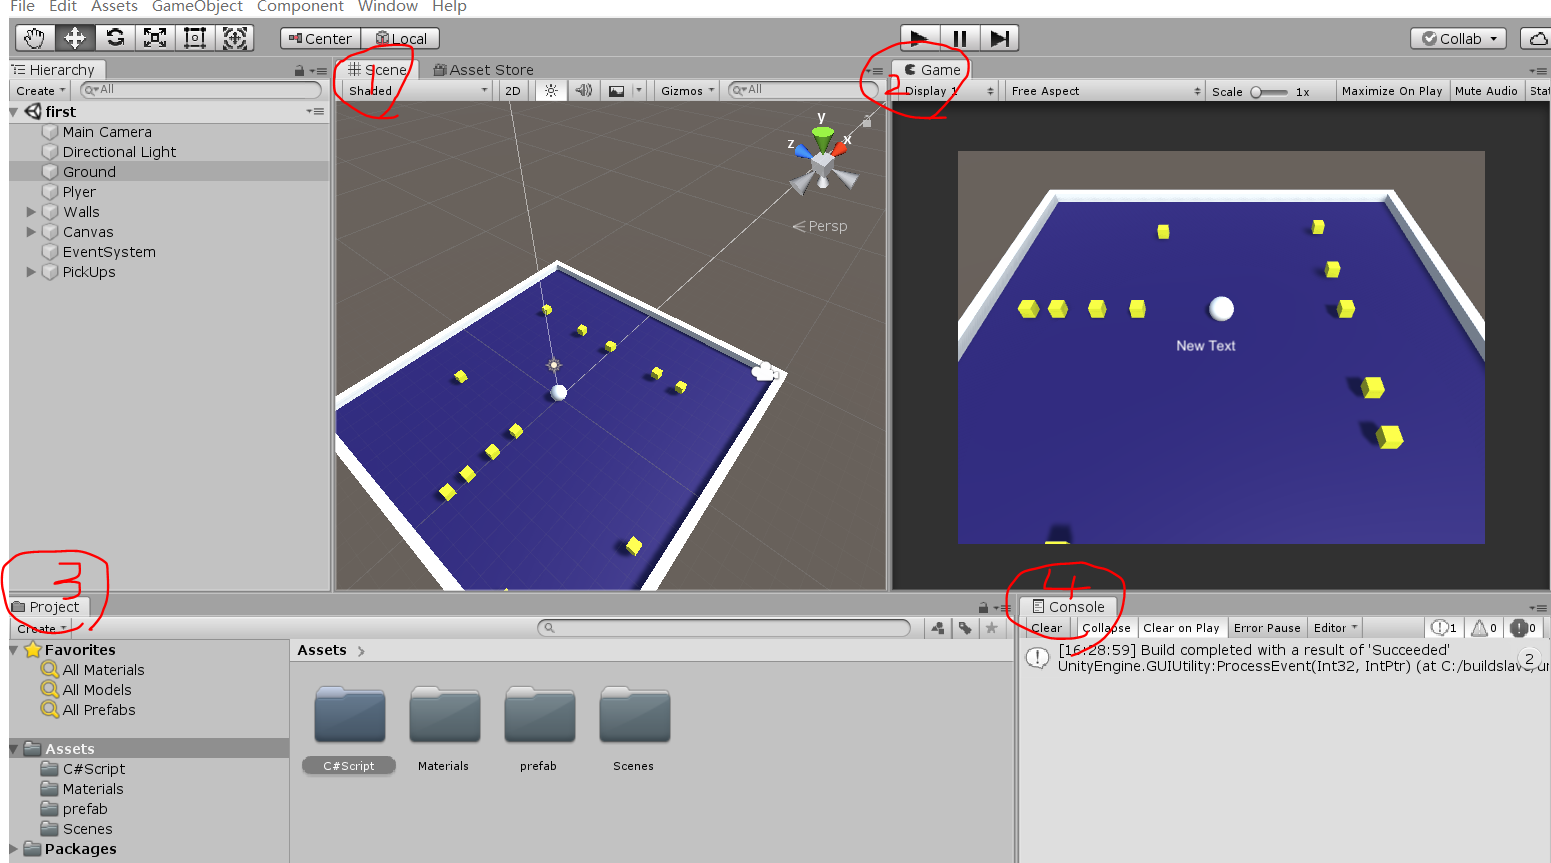 File Edit Assets GameObject Component Window Help
Center Local
Collab
Hierarchy
Create All
first
Main Camera
Directional Light
Ground
Plyer
Walls
Canvas
EventSystem
PickUps
1
Scene Asset Store
Shaded 2D Gizmos All
y
z x
Persp
2
Game
Display 1 Free Aspect Scale 1x Maximize On Play Mute Audio Stat
New Text
3
Project
Create
Favorites
All Materials
All Models
All Prefabs
Assets
C#Script
Materials
prefab
Scenes
Packages
Assets
C#Script Materials prefab Scenes
4
Console
Clear Collapse Clear on Play Error Pause Editor 1 0 0
[16:28:59] Build completed with a result of 'Succeeded'
UnityEngine.GUIUtility:ProcessEvent(Int32, IntPtr) (at C:/buildslave/
2